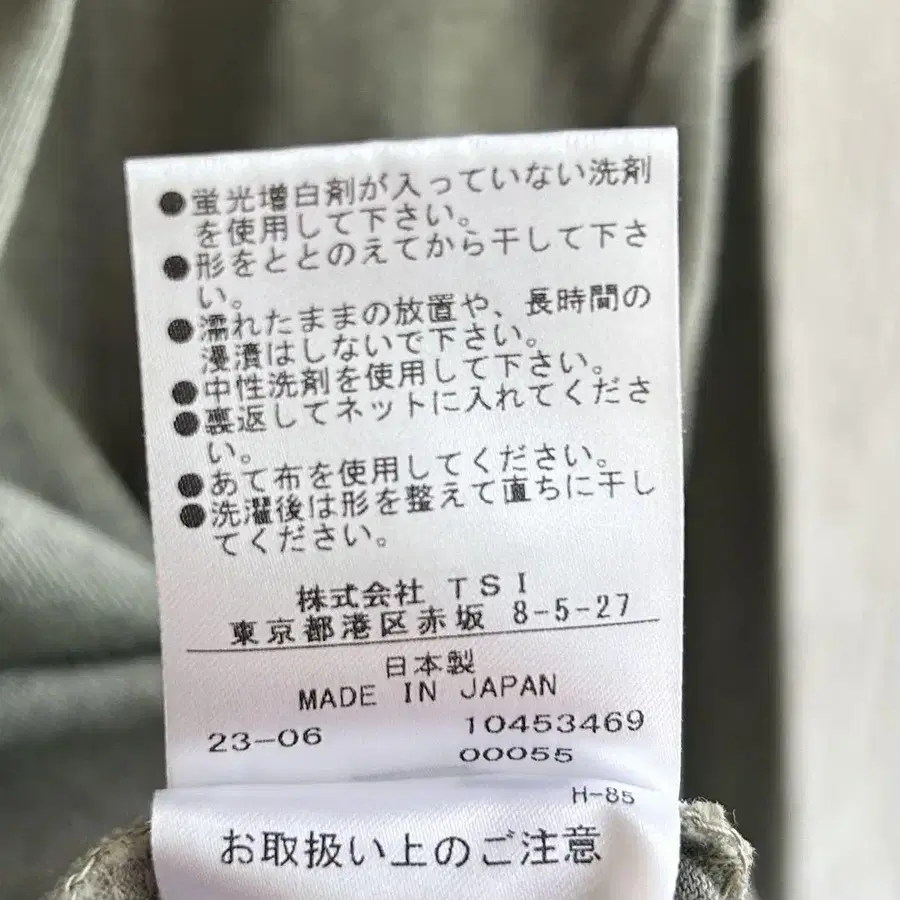 ●蛍光増白剤が入っていない洗剤
を使用して下さい。
●形をととのえてから干して下さ
い。
●濡れたままの放置や、長時間の
浸漬はしないで下さい。
●中性洗剤を使用して下さい。
●裏返してネットに入れてくださ
い。
●あて布を使用してください。
●洗濯後は形を整えて直ちに干し
てください。
株式会社 TSI
東京都港区赤坂 8-5-27
日本製
MADE IN JAPAN
23-06 104534​69
00055
H-85
お取扱い上のご注意